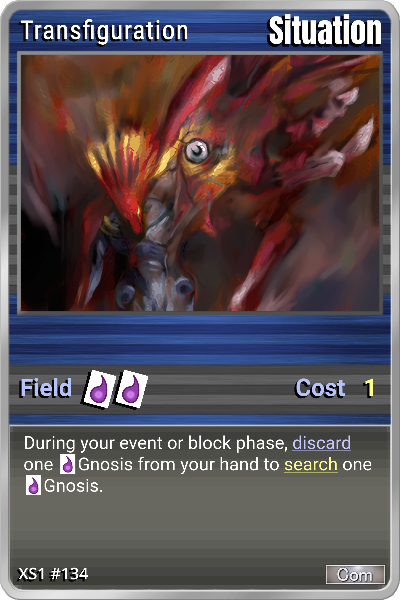 Transfiguration Situation
Field Cost 1
During your event or block phase, discard
one Gnosis from your hand to search one
Gnosis.
XS1 #134 Com